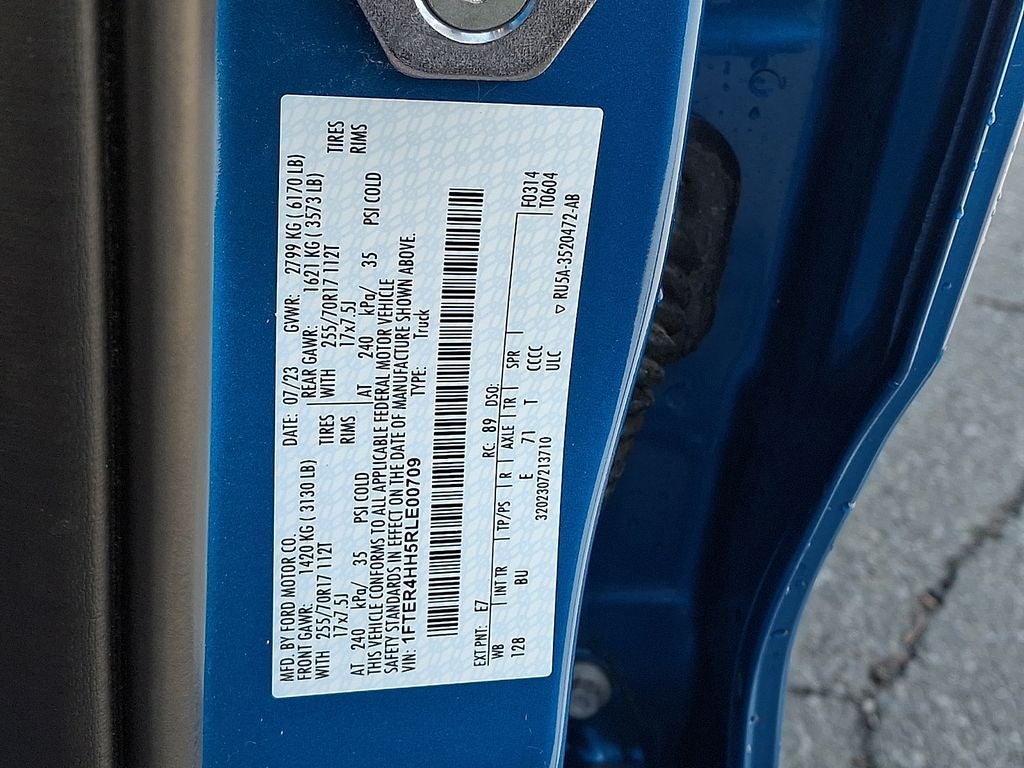 MFD. BY FORD MOTOR CO. DATE: 07/23 GVWR: 2799 KG ( 6170 LB)
FRONT GAWR: 1420 KG ( 3130 LB) REAR GAWR: 1621 KG ( 3573 LB)
WITH 255/70R17 112T TIRES WITH 255/70R17 112T TIRES
17x7.5J RIMS 17x7.5J RIMS
AT 240 kPa/ 35 PSI COLD AT 240 kPa/ 35 PSI COLD
THIS VEHICLE CONFORMS TO ALL APPLICABLE FEDERAL MOTOR VEHICLE
SAFETY STANDARDS IN EFFECT ON THE DATE OF MANUFACTURE SHOWN ABOVE.
VIN: 1FTER4HH5RLE00709 TYPE: Truck
EXT PNT: E7 RC: 89 DSO:
WB INT TR TP/PS R AXLE TR SPR F0314
128 BU E 71 T CCCC T0604
3202307213710 ULC ▽ RU5A-3520472-AB